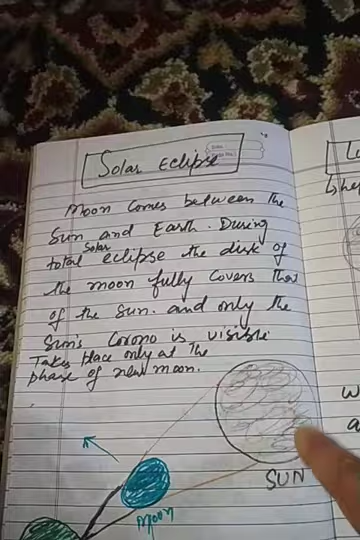 Solar Eclipse
Moon Comes between the
Sun and Earth. During
total Solar eclipse the disk of
the moon fully Covers that
of the Sun. and only the
Sun's Corono is visible
Takes place only at The
phase of new moon.
SUN
Moon